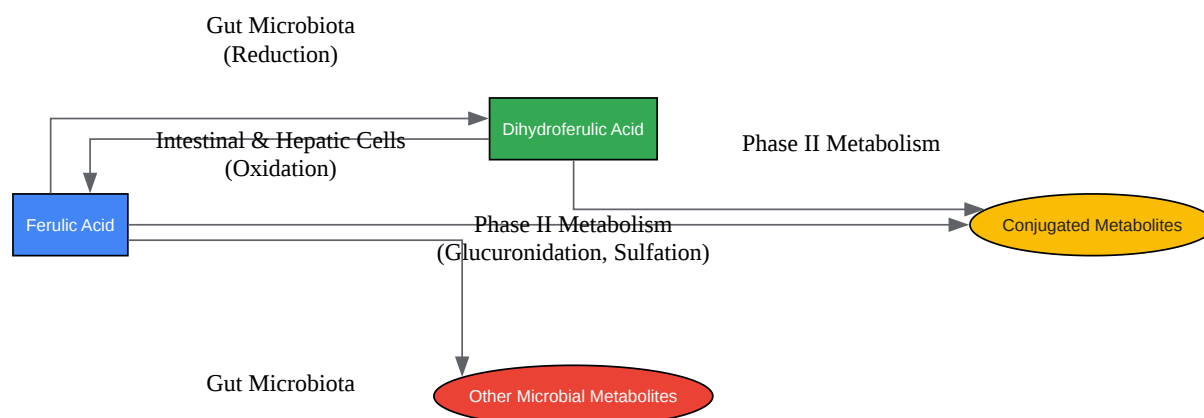 Gut Microbiota
(Reduction)
Dihydroferulic Acid
Intestinal & Hepatic Cells
(Oxidation)
Phase II Metabolism
Ferulic Acid
Phase II Metabolism
(Glucuronidation, Sulfation)
Conjugated Metabolites
Gut Microbiota
Other Microbial Metabolites